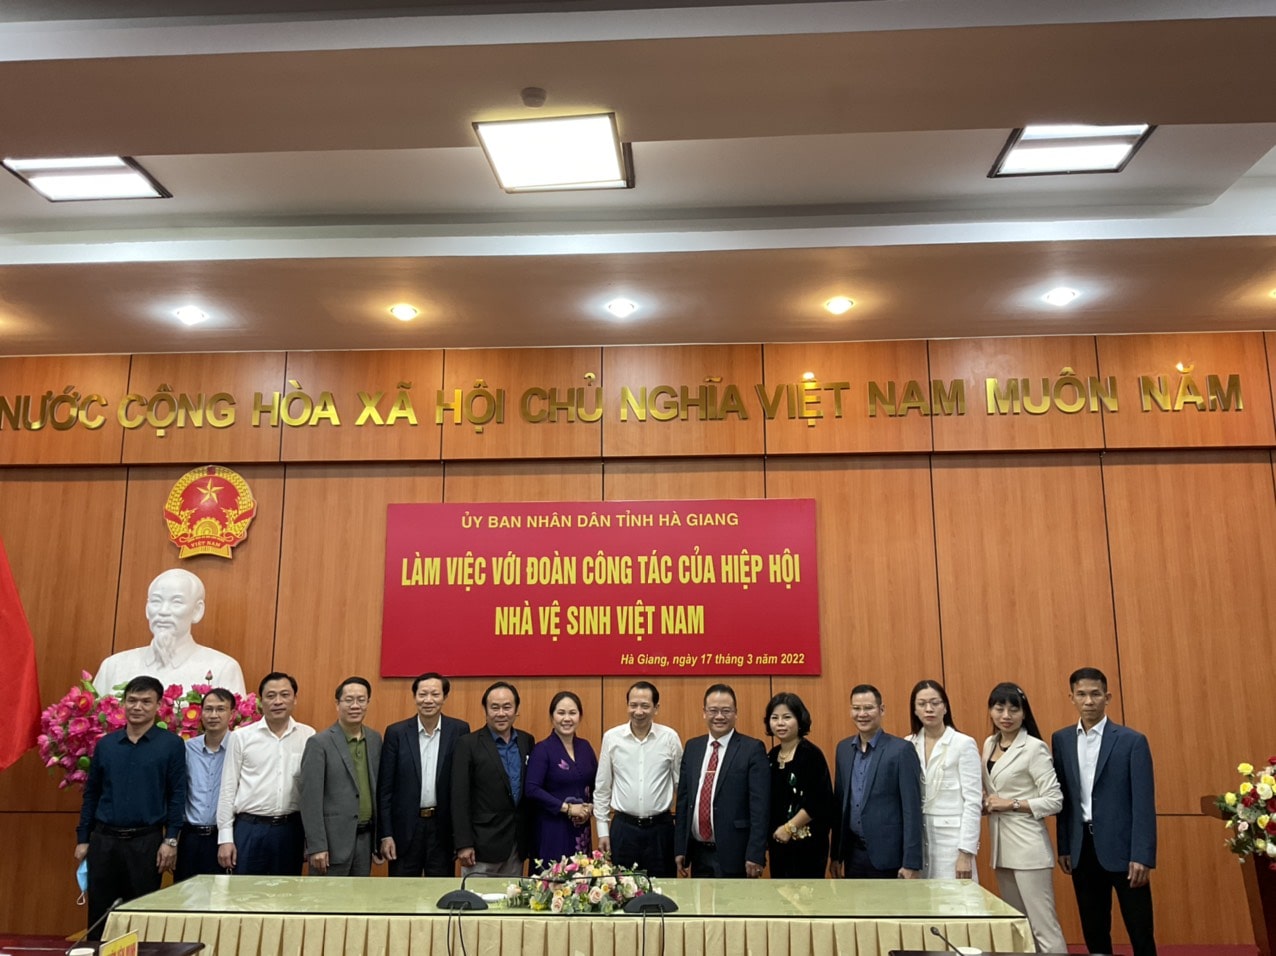 NƯỚC CỘNG HÒA XÃ HỘI CHỦ NGHĨA VIỆT NAM MUÔN NĂM
VIỆT NAM
ỦY BAN NHÂN DÂN TỈNH HÀ GIANG
LÀM VIỆC VỚI ĐOÀN CÔNG TÁC CỦA HIỆP HỘI
NHÀ VỆ SINH VIỆT NAM
Hà Giang, ngày 17 tháng 3 năm 2022